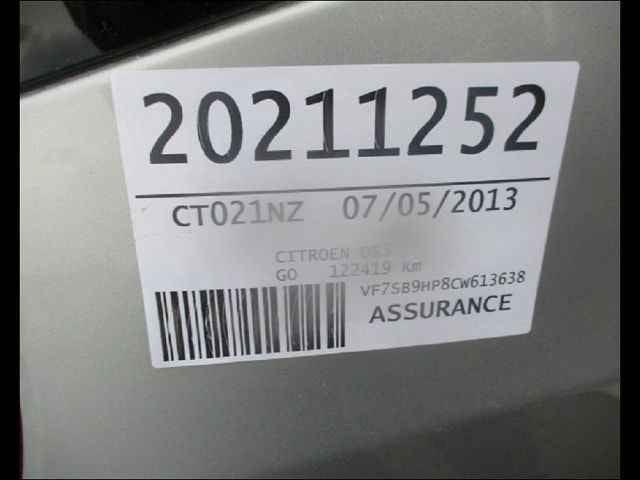 20211252
CT021NZ 07/05/2013
CITROEN DS3
GO 122419 Km
VF7SB9HP8CW613638
ASSURANCE